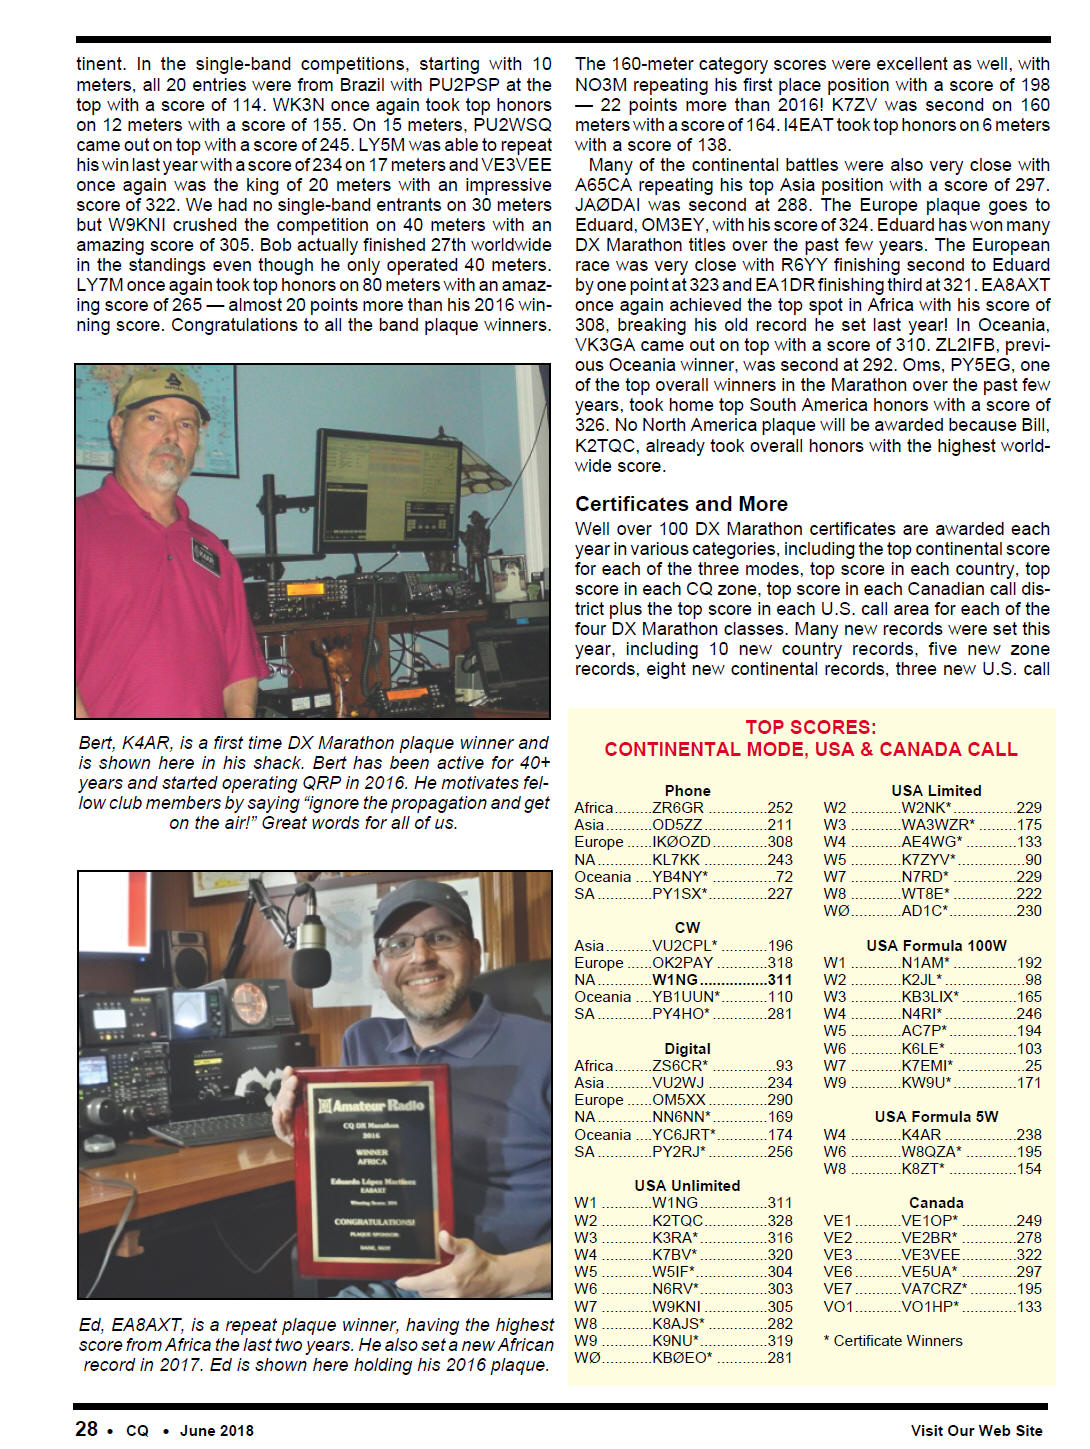 tinent. In the single-band competitions, starting with 10
meters, all 20 entries were from Brazil with PU2PSP at the
top with a score of 114. WK3N once again took top honors
on 12 meters with a score of 155. On 15 meters, PU2WSQ
came out on top with a score of 245. LY5M was able to repeat
his win last year with a score of 234 on 17 meters and VE3VEE
once again was the king of 20 meters with an impressive
score of 322. We had no single-band entrants on 30 meters
but W9KNI crushed the competition on 40 meters with an
amazing score of 305. Bob actually finished 27th worldwide
in the standings even though he only operated 40 meters.
LY7M once again took top honors on 80 meters with an amaz-
ing score of 265 — almost 20 points more than his 2016 win-
ning score. Congratulations to all the band plaque winners.
K4AR
Bert, K4AR, is a first time DX Marathon plaque winner and
is shown here in his shack. Bert has been active for 40+
years and started operating QRP in 2016. He motivates fel-
low club members by saying “ignore the propagation and get
on the air!” Great words for all of us.
Amateur Radio
CQ DX Marathon
2016
WINNER
AFRICA
Eduardo López Martínez
EA8AXT
CONGRATULATIONS!
PLAQUE SPONSOR:
Ed, EA8AXT, is a repeat plaque winner, having the highest
score from Africa the last two years. He also set a new African
record in 2017. Ed is shown here holding his 2016 plaque.
The 160-meter category scores were excellent as well, with
NO3M repeating his first place position with a score of 198
— 22 points more than 2016! K7ZV was second on 160
meters with a score of 164. I4EAT took top honors on 6 meters
with a score of 138.
Many of the continental battles were also very close with
A65CA repeating his top Asia position with a score of 297.
JAØDAI was second at 288. The Europe plaque goes to
Eduard, OM3EY, with his score of 324. Eduard has won many
DX Marathon titles over the past few years. The European
race was very close with R6YY finishing second to Eduard
by one point at 323 and EA1DR finishing third at 321. EA8AXT
once again achieved the top spot in Africa with his score of
308, breaking his old record he set last year! In Oceania,
VK3GA came out on top with a score of 310. ZL2IFB, previ-
ous Oceania winner, was second at 292. Oms, PY5EG, one
of the top overall winners in the Marathon over the past few
years, took home top South America honors with a score of
326. No North America plaque will be awarded because Bill,
K2TQC, already took overall honors with the highest world-
wide score.
Certificates and More
Well over 100 DX Marathon certificates are awarded each
year in various categories, including the top continental score
for each of the three modes, top score in each country, top
score in each CQ zone, top score in each Canadian call dis-
trict plus the top score in each U.S. call area for each of the
four DX Marathon classes. Many new records were set this
year, including 10 new country records, five new zone
records, eight new continental records, three new U.S. call
TOP SCORES:
CONTINENTAL MODE, USA & CANADA CALL
Phone
Africa.........ZR6GR ..............252
Asia...........OD5ZZ...............211
Europe ......IKØOZD.............308
NA.............KL7KK ...............243
Oceania ....YB4NY* ...............72
SA .............PY1SX*..............227
CW
Asia...........VU2CPL* ...........196
Europe ......OK2PAY ............318
NA.............W1NG................311
Oceania ....YB1UUN*...........110
SA .............PY4HO* .............281
Digital
Africa.........ZS6CR* ...............93
Asia...........VU2WJ ..............234
Europe ......OM5XX ..............290
NA.............NN6NN*.............169
Oceania ....YC6JRT*............174
SA .............PY2RJ* ..............256
USA Unlimited
W1 ............W1NG................311
W2 ............K2TQC...............328
W3 ............K3RA*................316
W4 ............K7BV* ................320
W5 ............W5IF*.................304
W6 ............N6RV*................303
W7 ............W9KNI ...............305
W8 ............K8AJS* ..............282
W9 ............K9NU*................319
WØ............KBØEO* ............281
USA Limited
W2 ............W2NK*...............229
W3 ............WA3WZR* .........175
W4 ............AE4WG* ............133
W5 ............K7ZYV*................90
W7 ............N7RD* ...............229
W8 ............WT8E* ...............222
WØ............AD1C*................230
USA Formula 100W
W1 ............N1AM* ...............192
W2 ............K2JL* ...................98
W3 ............KB3LIX* .............165
W4 ............N4RI*.................246
W5 ............AC7P*................194
W6 ............K6LE* ................103
W7 ............K7EMI* ................25
W9 ............KW9U*...............171
USA Formula 5W
W4 ............K4AR .................238
W6 ............W8QZA* ............195
W8 ............K8ZT* ................154
Canada
VE1...........VE1OP* .............249
VE2...........VE2BR* .............278
VE3...........VE3VEE.............322
VE6...........VE5UA* .............297
VE7...........VA7CRZ* ...........195
VO1...........VO1HP* .............133
* Certificate Winners
28 • CQ • June 2018
Visit Our Web Site